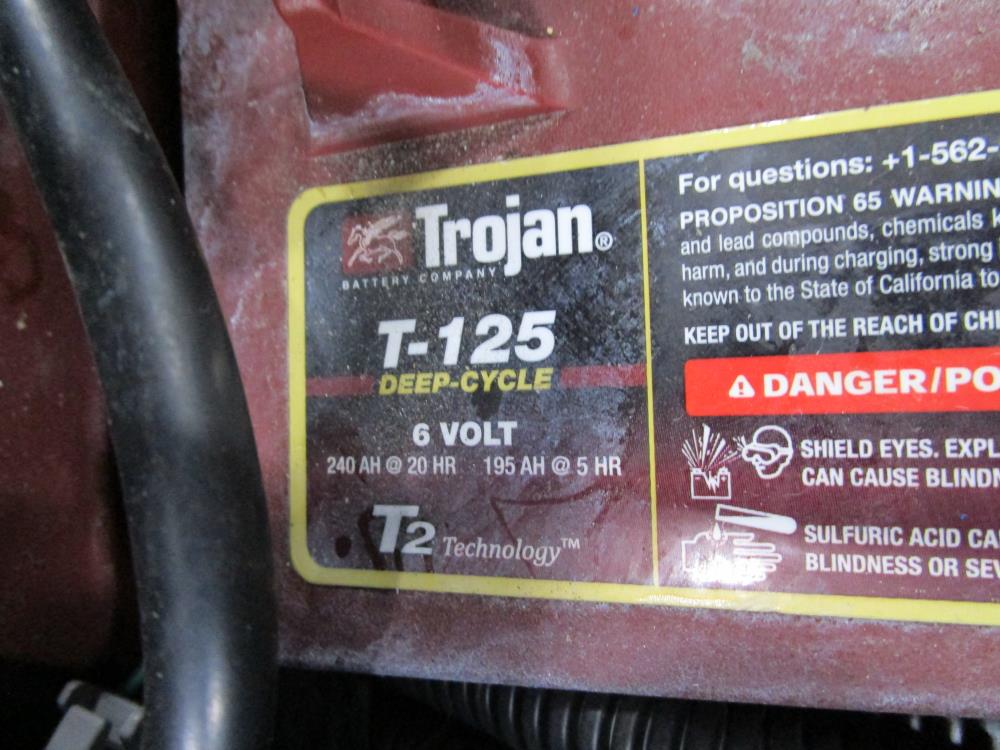 Trojan®
BATTERY COMPANY
T-125
DEEP-CYCLE
6 VOLT
240 AH @ 20 HR 195 AH @ 5 HR
T2 Technology™
For questions: +1-562-
PROPOSITION 65 WARNIN
and lead compounds, chemicals
harm, and during charging, strong
known to the State of California to
KEEP OUT OF THE REACH OF CHI
DANGER/PO
SHIELD EYES. EXPL
CAN CAUSE BLINDN
SULFURIC ACID CA
BLINDNESS OR SEV